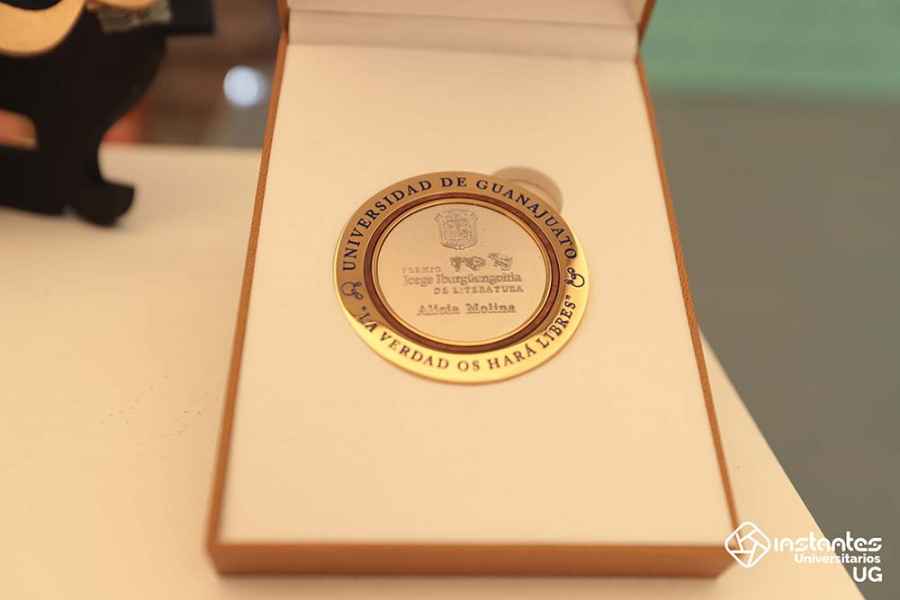 UNIVERSIDAD DE GUANAJUATO
PREMIO
Jorge Ibargüengoitia
DE LITERATURA
Alicia Molina
"LA VERDAD OS HARÁ LIBRES"
instantes
Universitarios
UG